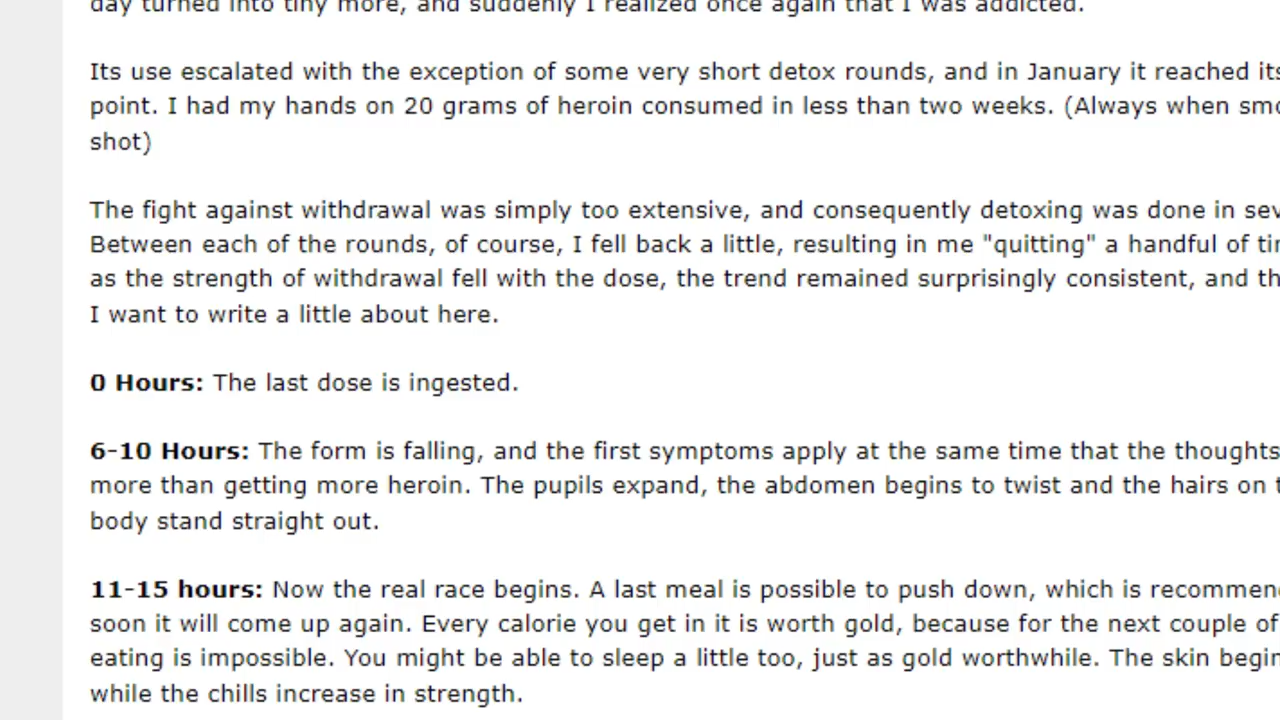 day turned into tiny more, and suddenly I realized once again that I was addicted.
Its use escalated with the exception of some very short detox rounds, and in January it reached its
point. I had my hands on 20 grams of heroin consumed in less than two weeks. (Always when smo
shot)
The fight against withdrawal was simply too extensive, and consequently detoxing was done in sev
Between each of the rounds, of course, I fell back a little, resulting in me "quitting" a handful of tim
as the strength of withdrawal fell with the dose, the trend remained surprisingly consistent, and th
I want to write a little about here.
0 Hours: The last dose is ingested.
6-10 Hours: The form is falling, and the first symptoms apply at the same time that the thoughts
more than getting more heroin. The pupils expand, the abdomen begins to twist and the hairs on t
body stand straight out.
11-15 hours: Now the real race begins. A last meal is possible to push down, which is recommen
soon it will come up again. Every calorie you get in it is worth gold, because for the next couple of
eating is impossible. You might be able to sleep a little too, just as gold worthwhile. The skin begin
while the chills increase in strength.